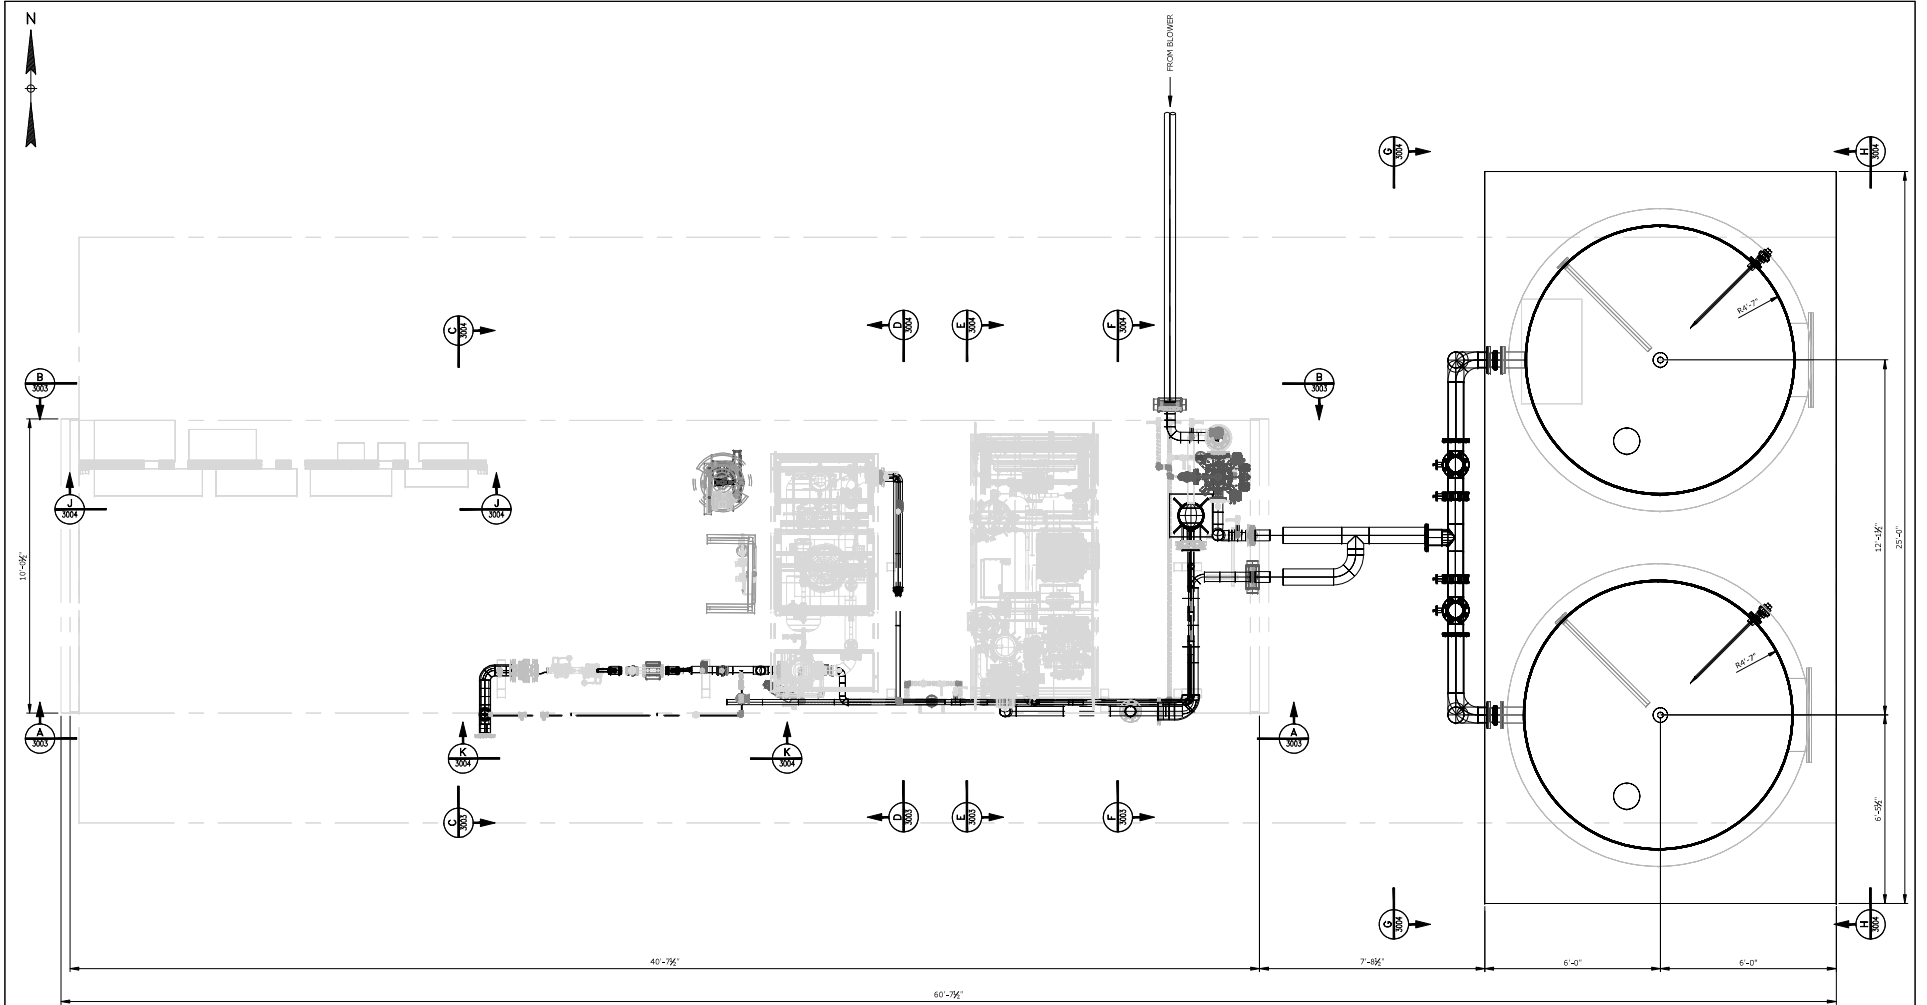 N
FROM BLOWER
G
3004
H
3004
R4'-7"
C
3004
D
3004
E
3004
F
3004
B
3003
B
3003
J
3004
J
3004
10'-0½"
12'-1½"
25'-0"
R4'-7"
A
3003
A
3003
K
3004
K
3004
C
3003
D
3003
E
3003
F
3003
6'-5½"
G
3004
H
3004
40'-7½"
7'-8½"
6'-0"
6'-0"
60'-7½"